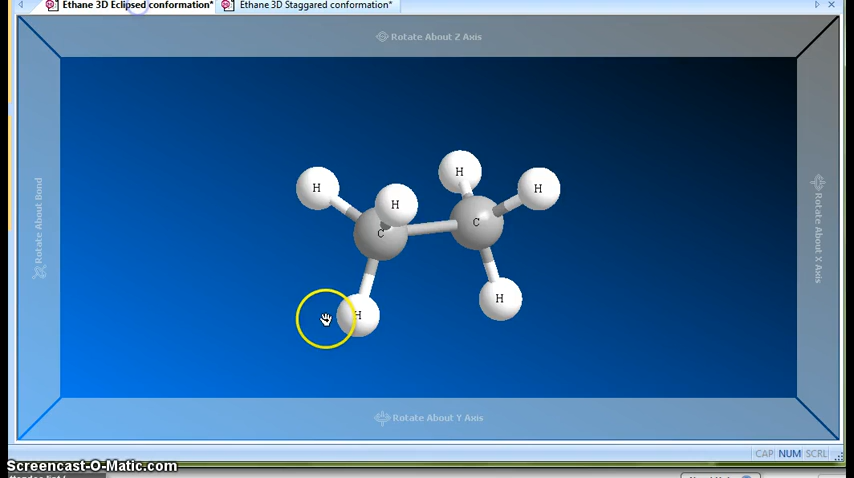 Ethane 3D Eclipsed conformation*
Ethane 3D Staggared conformation*
Rotate About Z Axis
Rotate About Bond
Rotate About X Axis
H
H
H
H
C
C
H
H
Rotate About Y Axis
CAP NUM SCRL
Screencast-O-Matic.com